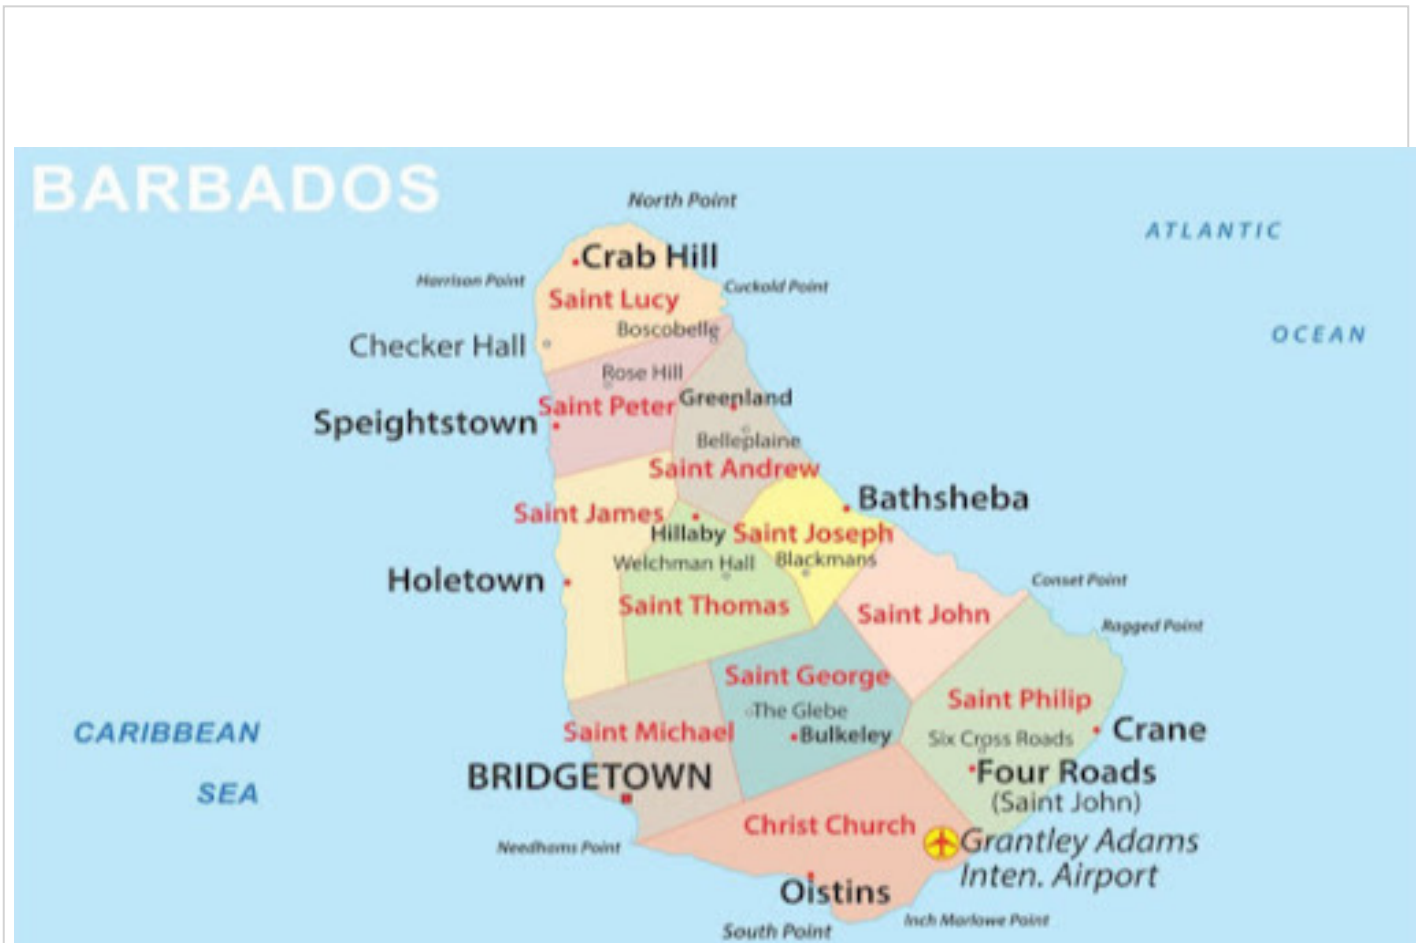 BARBADOS
North Point
ATLANTIC
Crab Hill
Harrison Point
Cuckold Point
Saint Lucy
Boscobelle
OCEAN
Checker Hall
Rose Hill
Greenland
Saint Peter
Speightstown
Belleplaine
Saint Andrew
Bathsheba
Saint James
Hillaby
Saint Joseph
Welchman Hall
Blackmans
Holetown
Conset Point
Saint Thomas
Saint John
Ragged Point
Saint George
Saint Philip
The Glebe
CARIBBEAN
Saint Michael
Bulkeley
Six Cross Roads
Crane
BRIDGETOWN
Four Roads
SEA
(Saint John)
Christ Church
Grantley Adams
Needhams Point
Inten. Airport
Oistins
Inch Marlowe Point
South Point